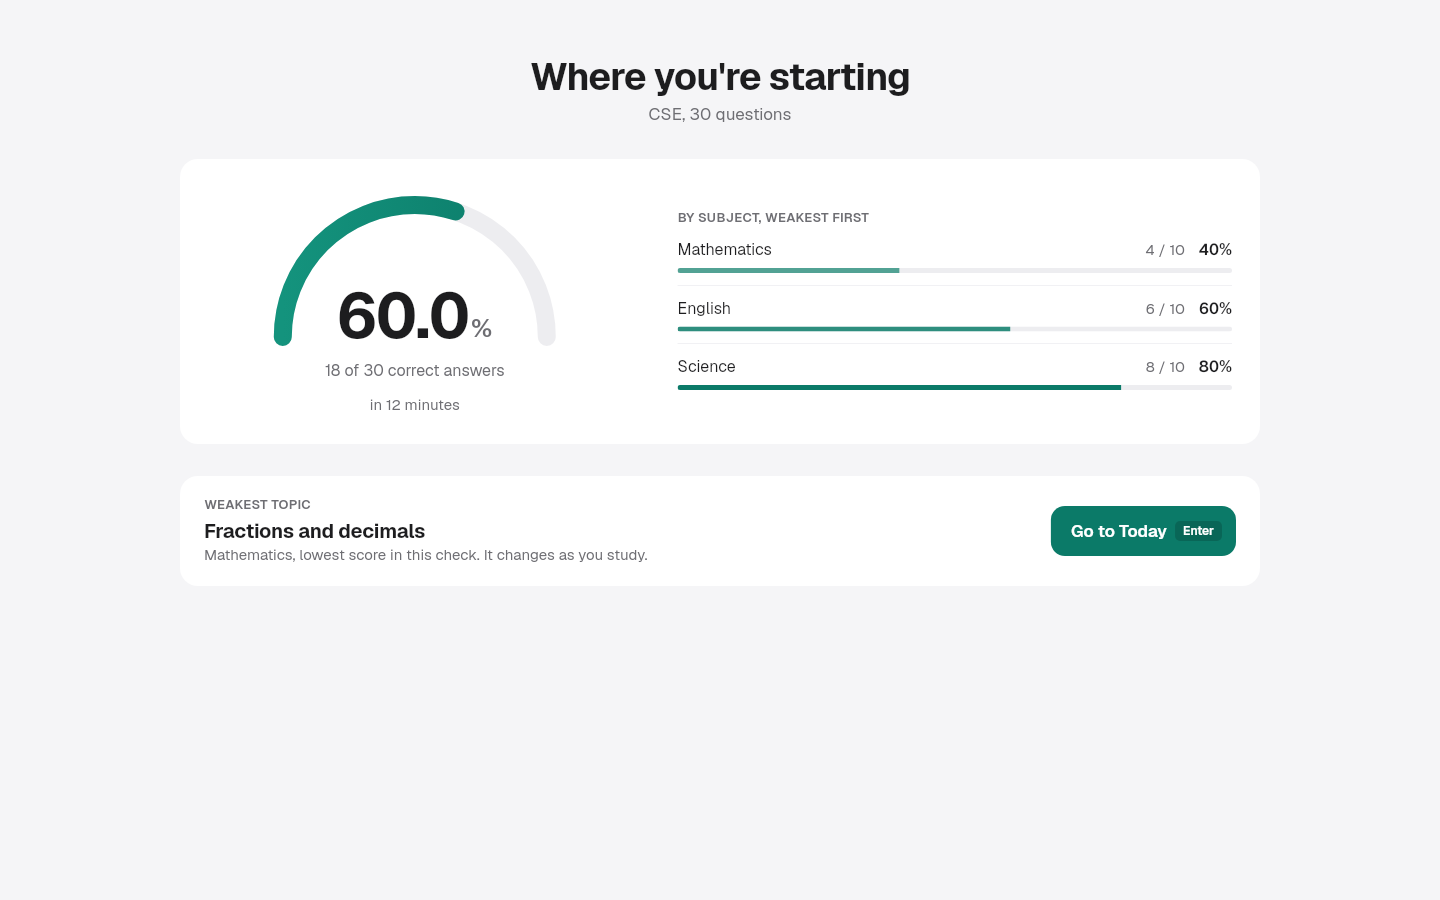 Where you're starting
CSE, 30 questions
60.0%
18 of 30 correct answers
in 12 minutes
BY SUBJECT, WEAKEST FIRST
Mathematics 4 / 10 40%
English 6 / 10 60%
Science 8 / 10 80%
WEAKEST TOPIC
Fractions and decimals
Mathematics, lowest score in this check. It changes as you study.
Go to Today Enter